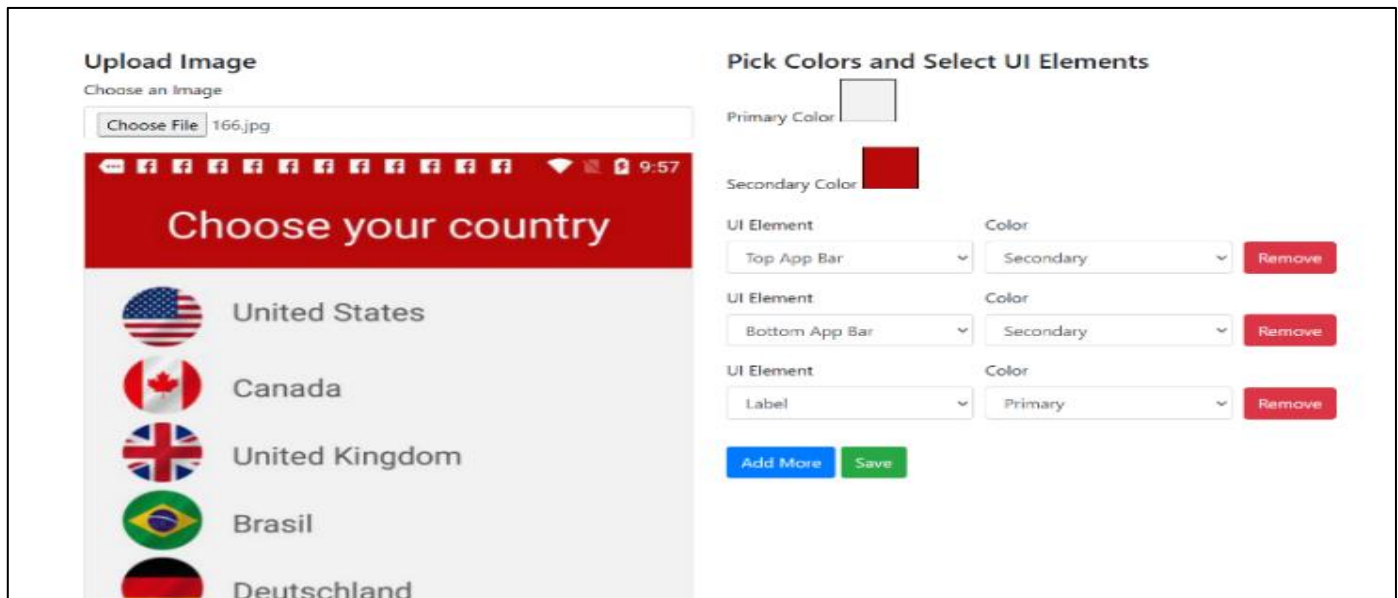 Upload Image
Choose an Image
Choose File 166.jpg
9:57
Choose your country
United States
Canada
United Kingdom
Brasil
Deutschland
Pick Colors and Select UI Elements
Primary Color
Secondary Color
UI Element Color
Top App Bar Secondary Remove
UI Element Color
Bottom App Bar Secondary Remove
UI Element Color
Label Primary Remove
Add More Save